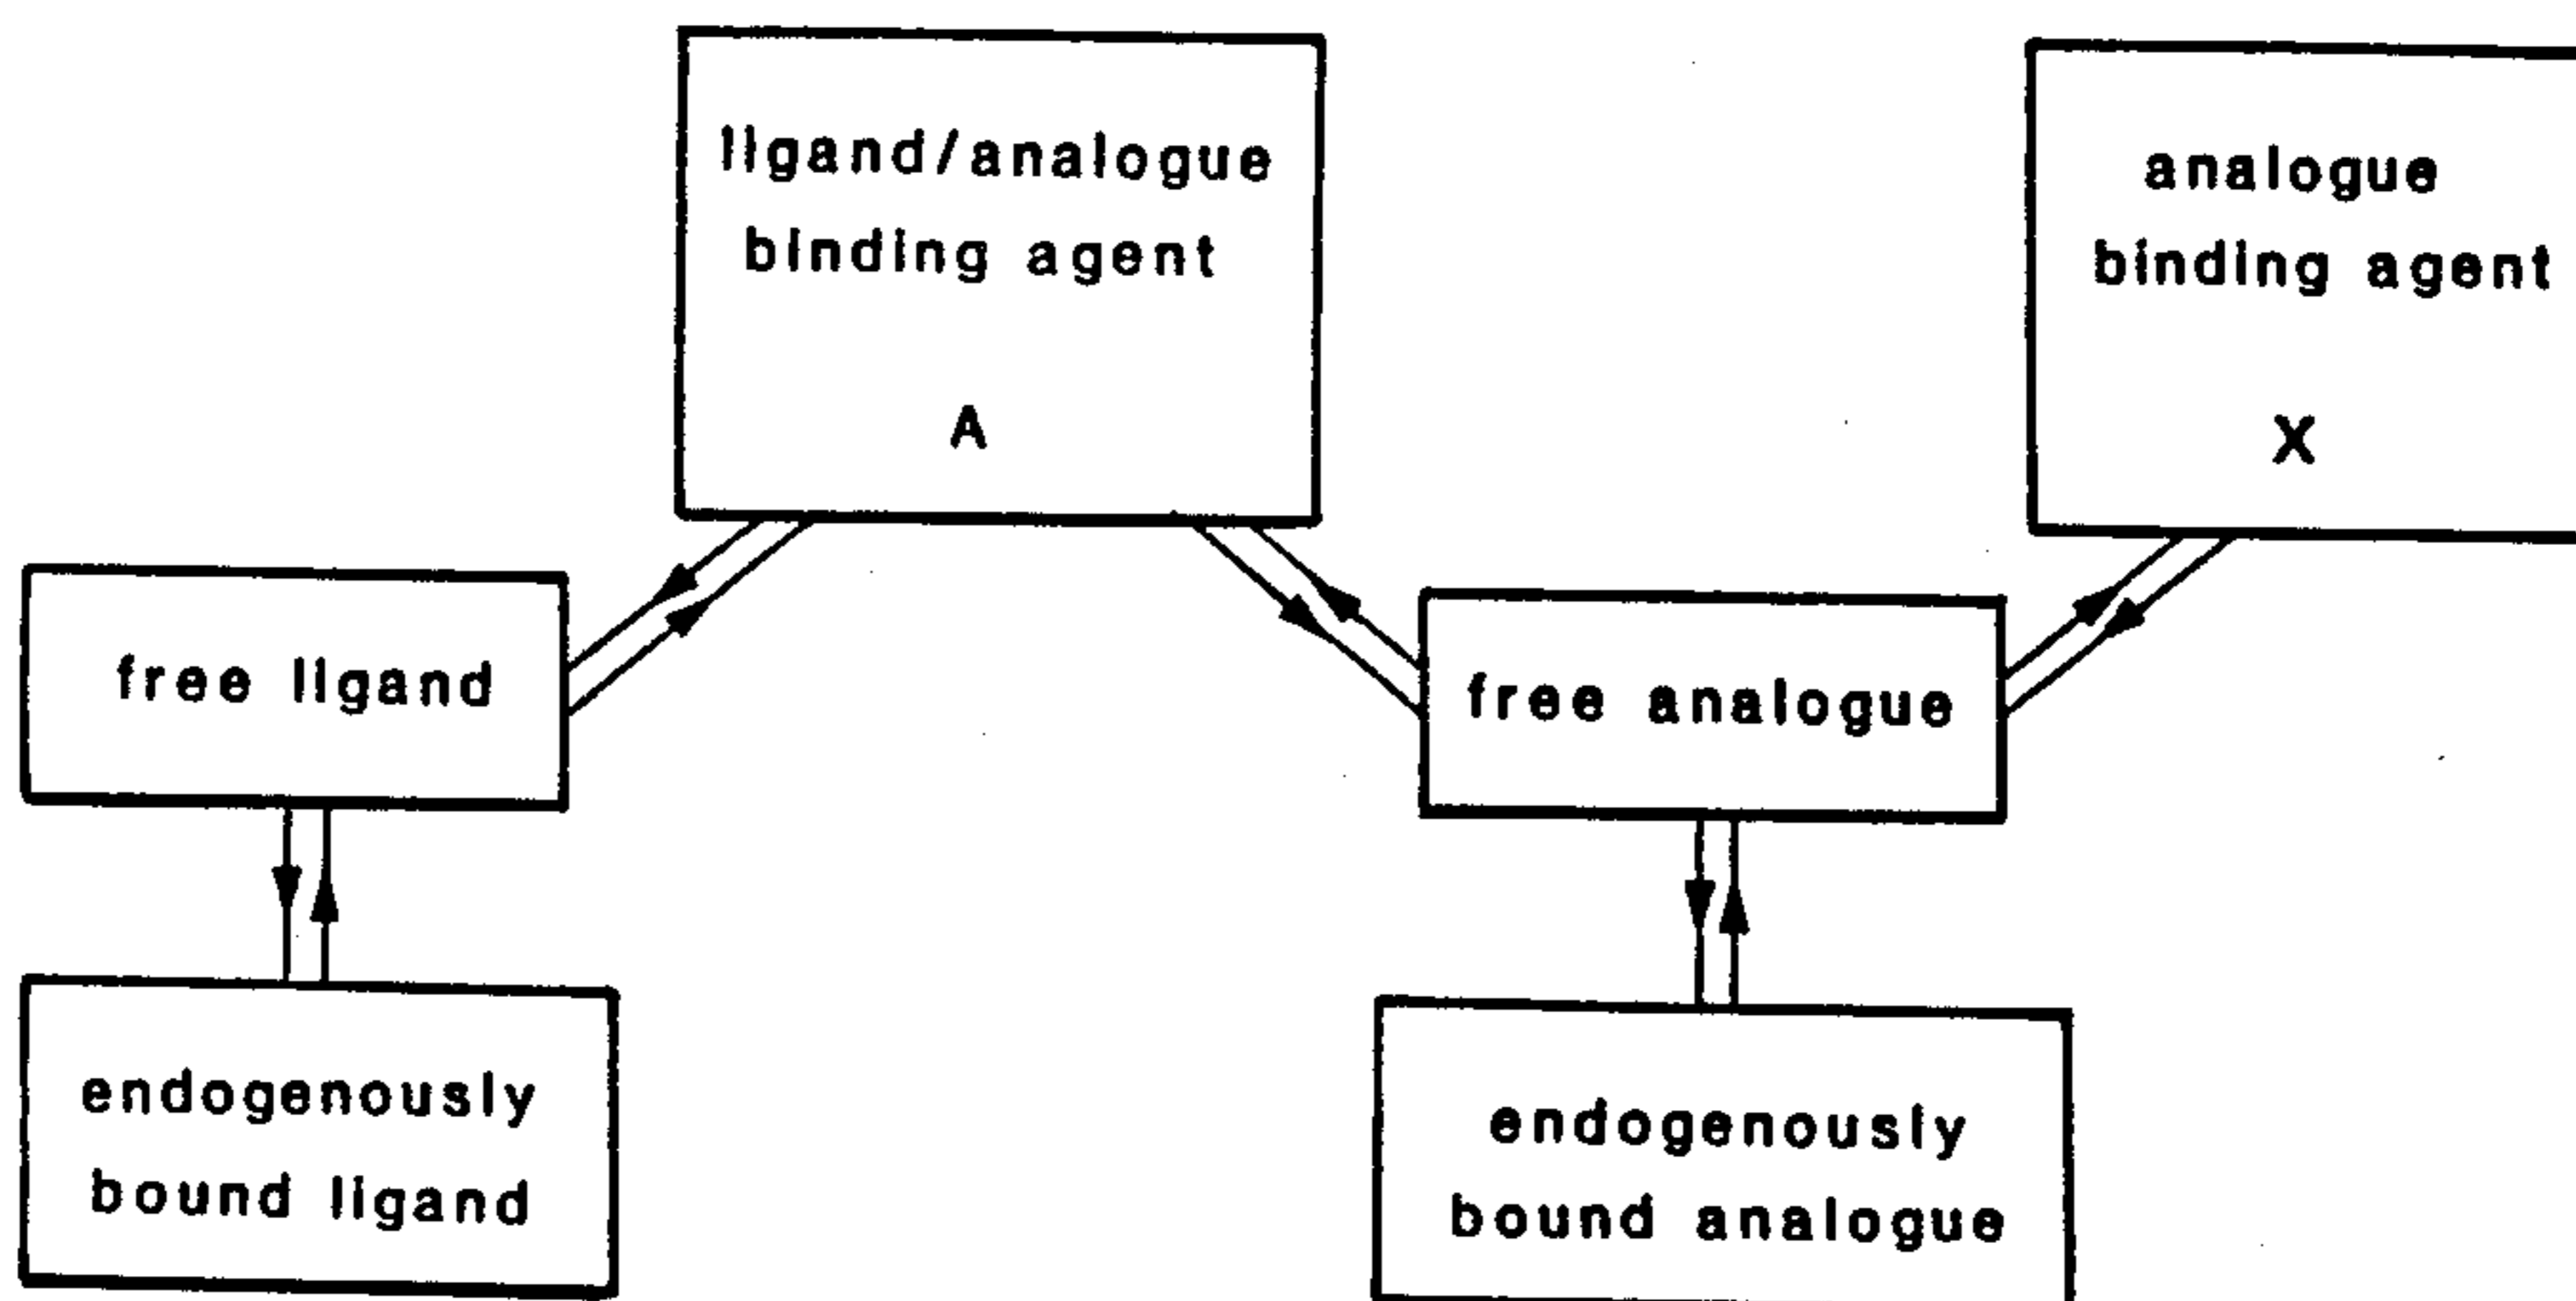 ligand/analogue
binding agent
A
analogue
binding agent
X
free ligand
free analogue
endogenously
bound ligand
endogenously
bound analogue